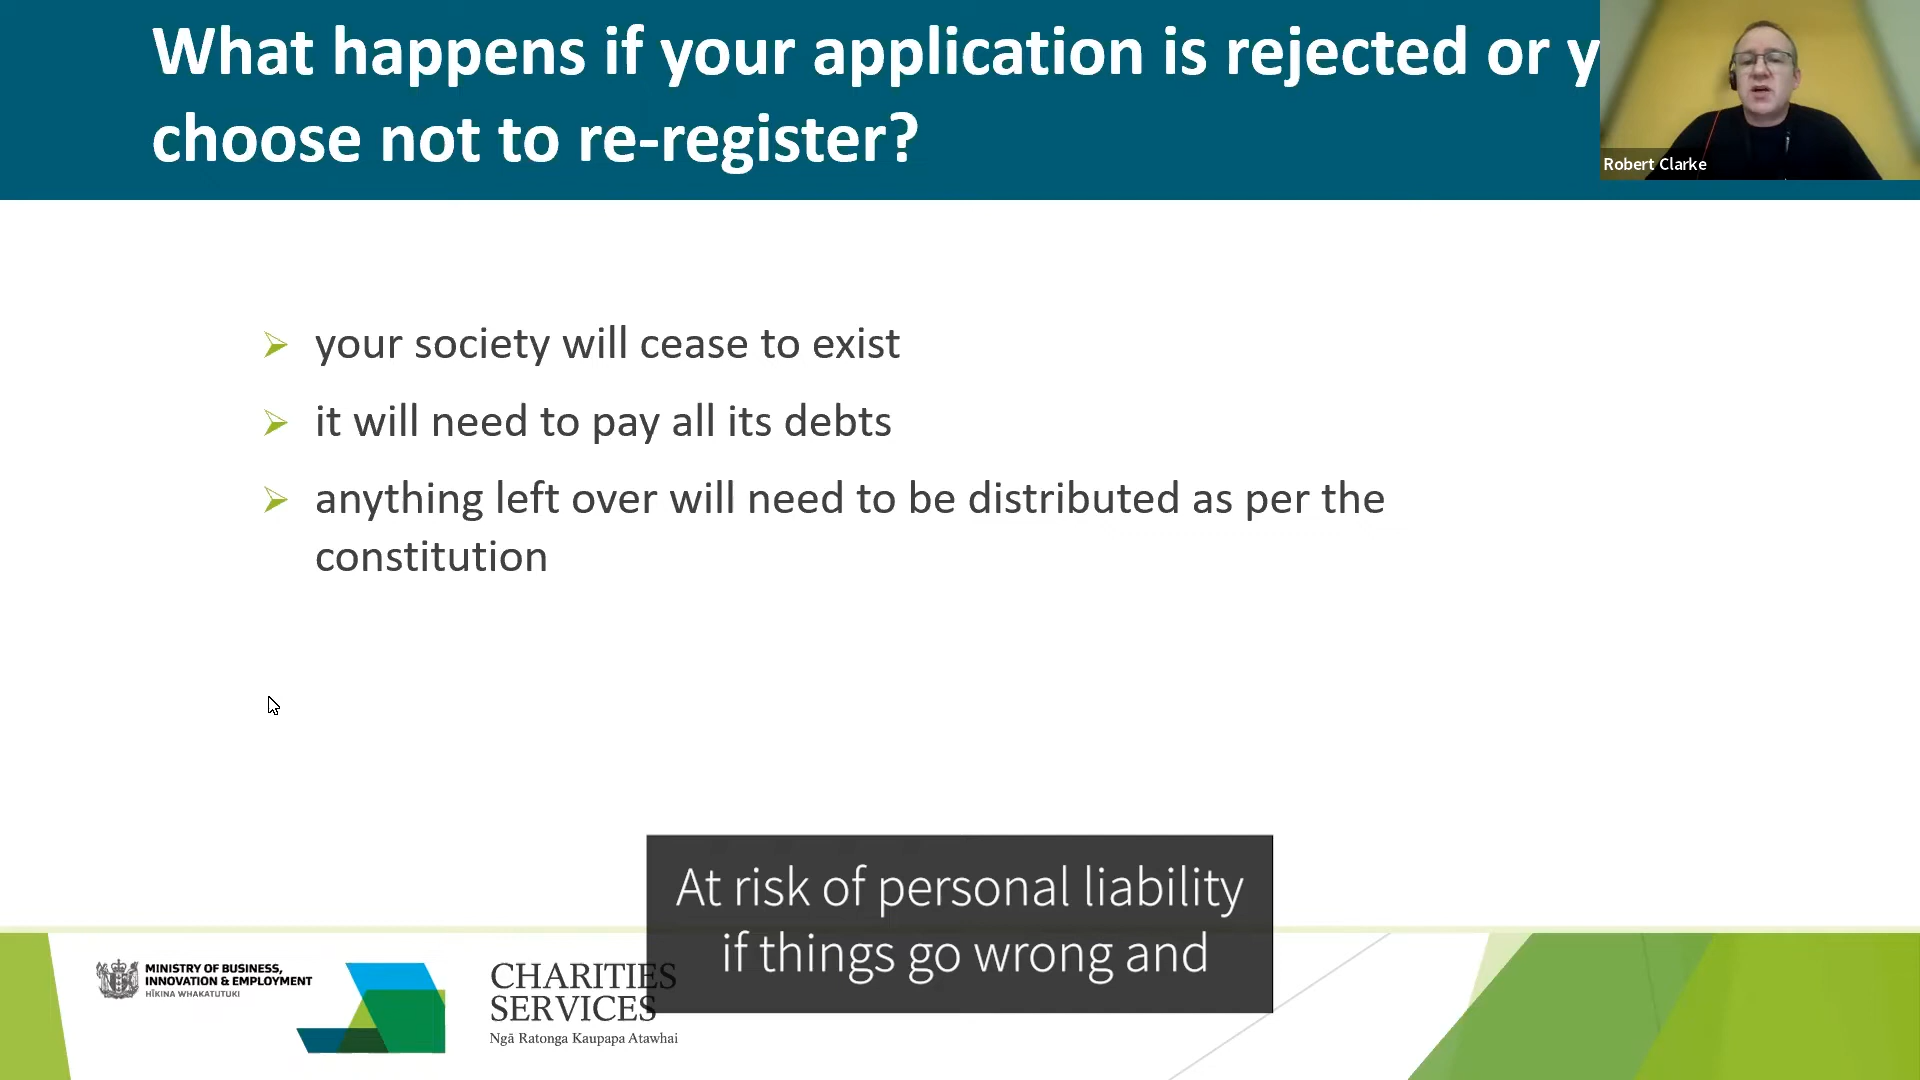 What happens if your application is rejected or y
choose not to re-register?
Robert Clarke
your society will cease to exist
it will need to pay all its debts
anything left over will need to be distributed as per the
constitution
At risk of personal liability
if things go wrong and
MINISTRY OF BUSINESS,
INNOVATION & EMPLOYMENT
HĪKINA WHAKATUTUKI
CHARITIES
SERVICES
Ngā Ratonga Kaupapa Atawhai